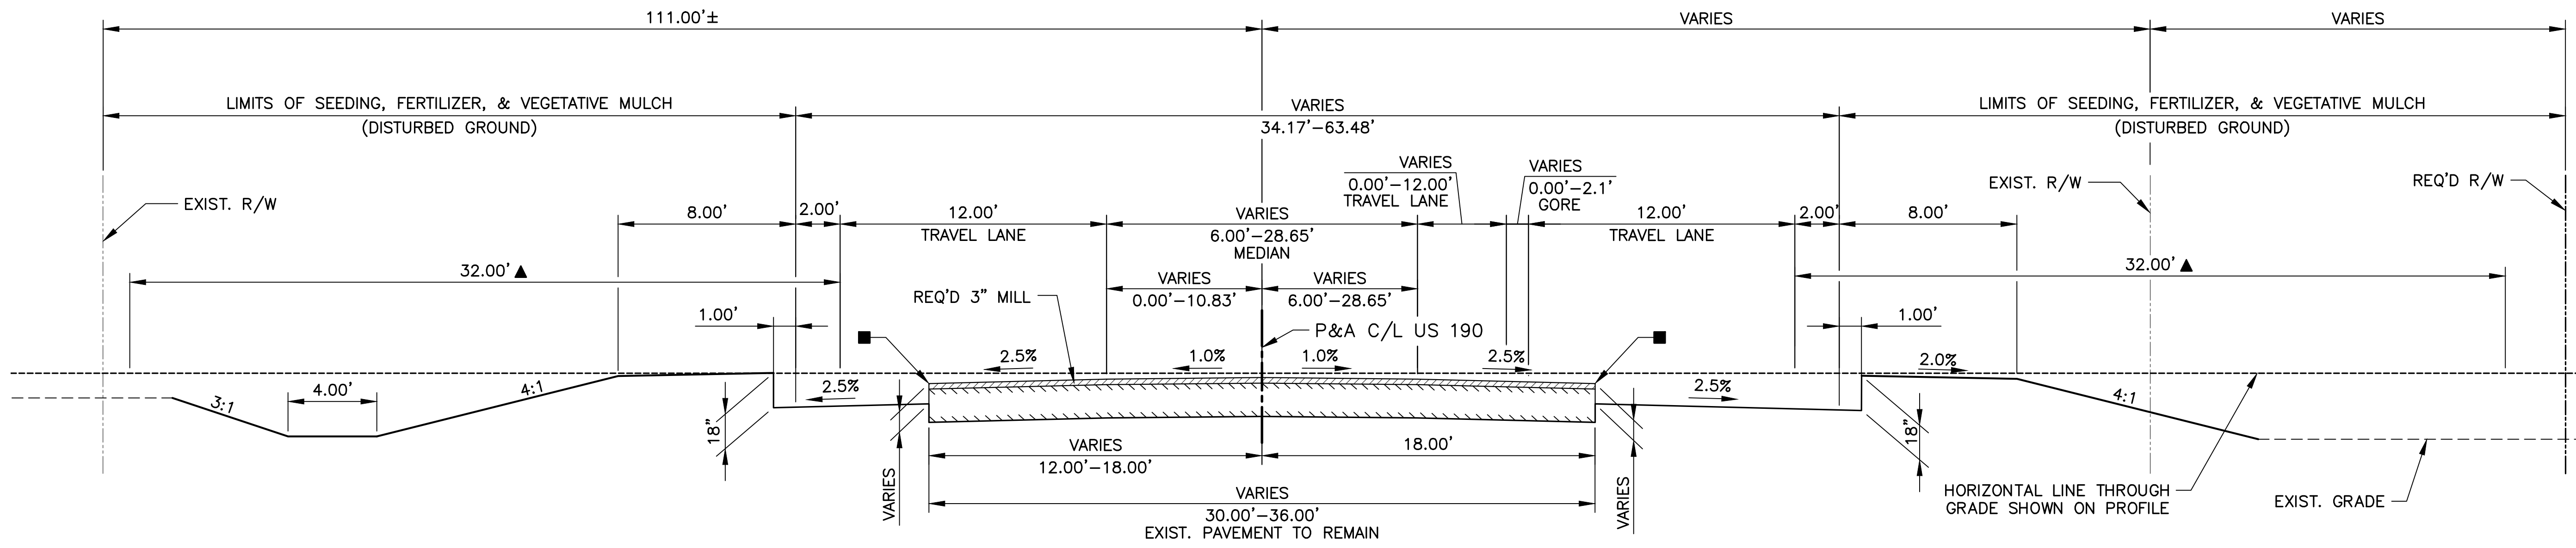 111.00'±
VARIES
VARIES
LIMITS OF SEEDING, FERTILIZER, & VEGETATIVE MULCH
(DISTURBED GROUND)
VARIES
34.17'-63.48'
LIMITS OF SEEDING, FERTILIZER, & VEGETATIVE MULCH
(DISTURBED GROUND)
EXIST. R/W
VARIES
0.00'-12.00'
TRAVEL LANE
VARIES
0.00'-2.1'
GORE
EXIST. R/W
REQ'D R/W
8.00'
2.00'
12.00'
TRAVEL LANE
VARIES
6.00'-28.65'
MEDIAN
12.00'
TRAVEL LANE
2.00'
8.00'
32.00'▲
VARIES
0.00'-10.83'
VARIES
6.00'-28.65'
32.00'▲
REQ'D 3" MILL
1.00'
■
P&A C/L US 190
■
1.00'
2.5%
1.0%
1.0%
2.5%
2.0%
3:1
4.00'
4:1
2.5%
2.5%
4:1
18"
18"
VARIES
VARIES
12.00'-18.00'
18.00'
VARIES
VARIES
30.00'-36.00'
EXIST. PAVEMENT TO REMAIN
HORIZONTAL LINE THROUGH
GRADE SHOWN ON PROFILE
EXIST. GRADE